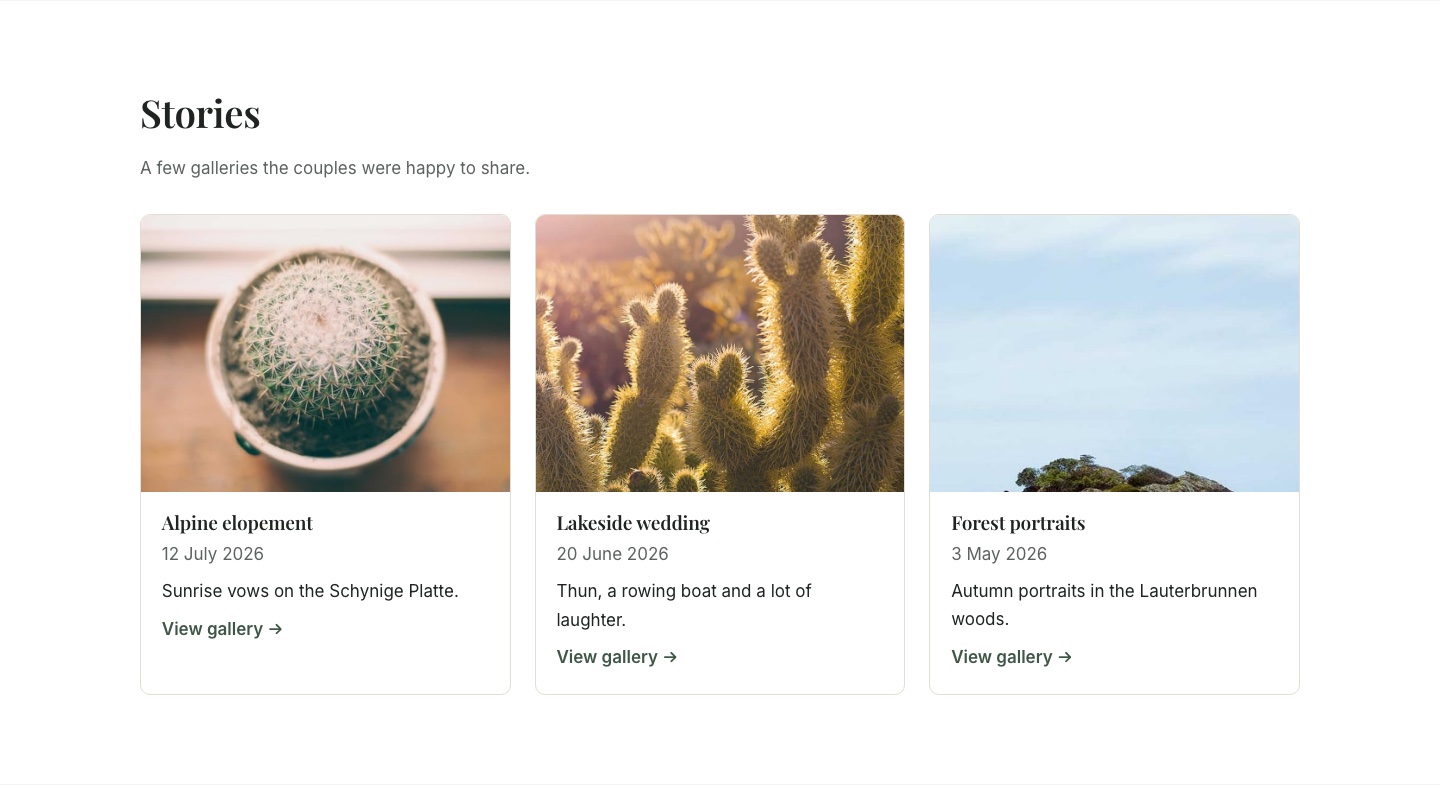 Stories
A few galleries the couples were happy to share.
Alpine elopement
12 July 2026
Sunrise vows on the Schynige Platte.
View gallery →
Lakeside wedding
20 June 2026
Thun, a rowing boat and a lot of
laughter.
View gallery →
Forest portraits
3 May 2026
Autumn portraits in the Lauterbrunnen
woods.
View gallery →